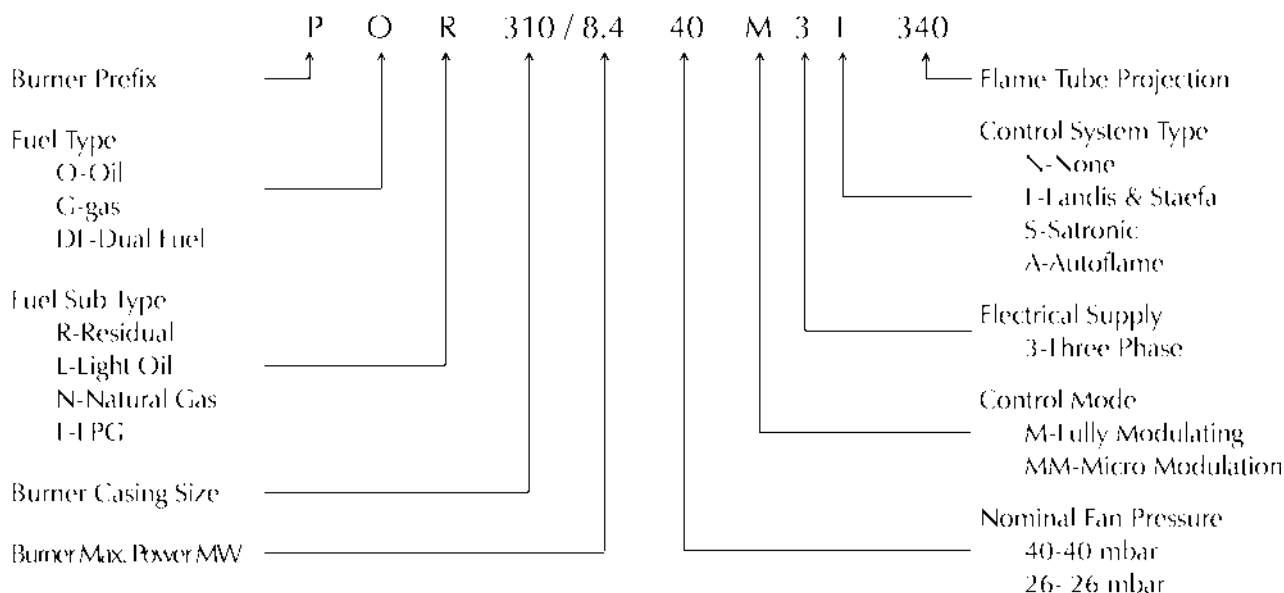 P O R 310 / 8.4 40 M 3 L 340
Burner Prefix
Fuel Type
O-Oil
G-gas
DF-Dual Fuel
Fuel Sub Type
R-Residual
L-Light Oil
N-Natural Gas
L-LPG
Burner Casing Size
Burner Max. Power MW
Flame Tube Projection
Control System Type
N-None
L-Landis & Staefa
S-Satronic
A-Autoflame
Electrical Supply
3-Three Phase
Control Mode
M-Fully Modulating
MM-Micro Modulation
Nominal Fan Pressure
40-40 mbar
26- 26 mbar